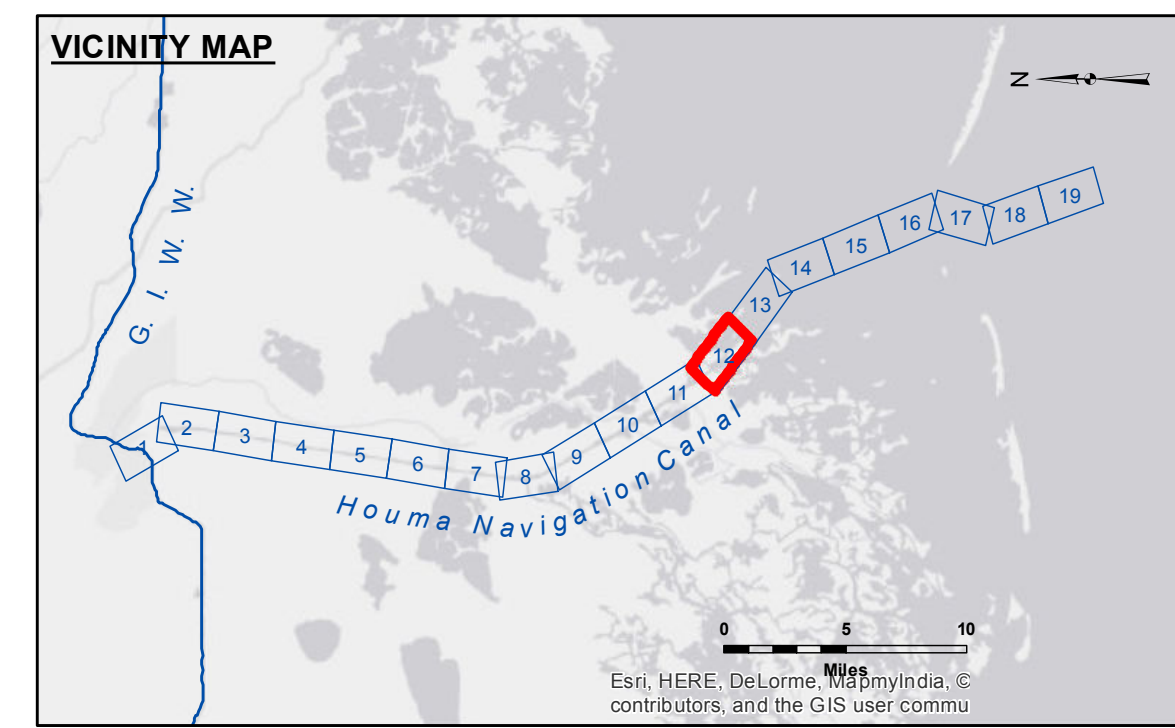 VICINITY MAP
N
G. I. W. W.
1
2
3
4
5
6
7
8
9
10
11
12
13
14
15
16
17
18
19
Houma Navigation Canal
0 5 10
Miles
Esri, HERE, DeLorme, MapmyIndia, ©
contributors, and the GIS user commu